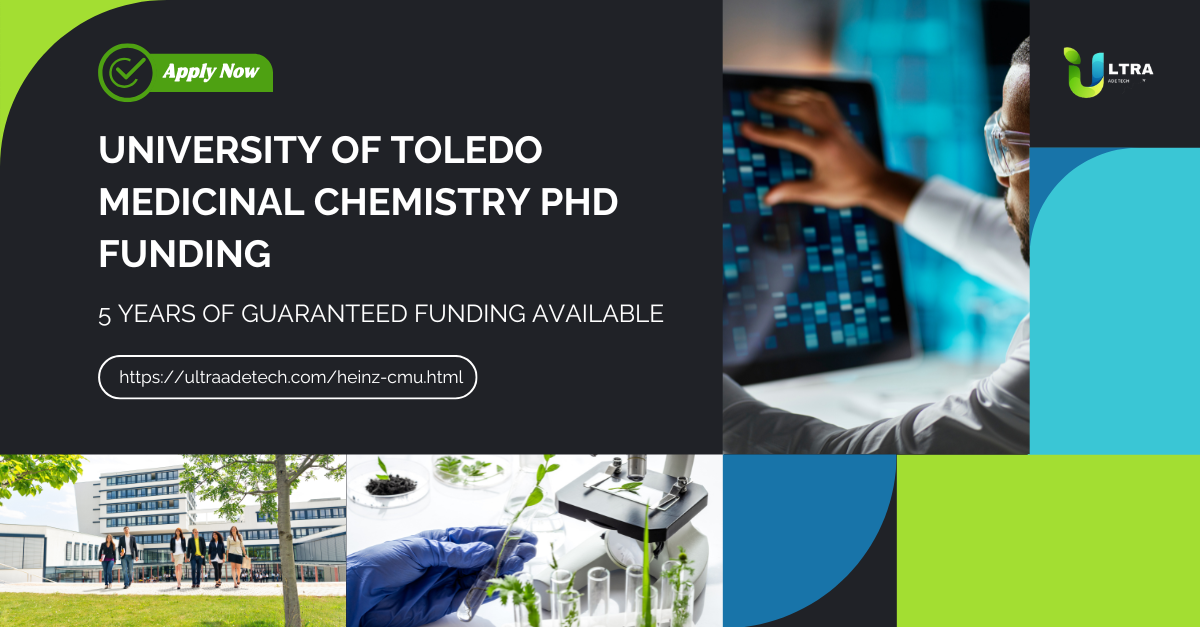 Apply Now
LTRA
ADETECH
UNIVERSITY OF TOLEDO
MEDICINAL CHEMISTRY PHD
FUNDING
5 YEARS OF GUARANTEED FUNDING AVAILABLE
https://ultraadetech.com/heinz-cmu.html